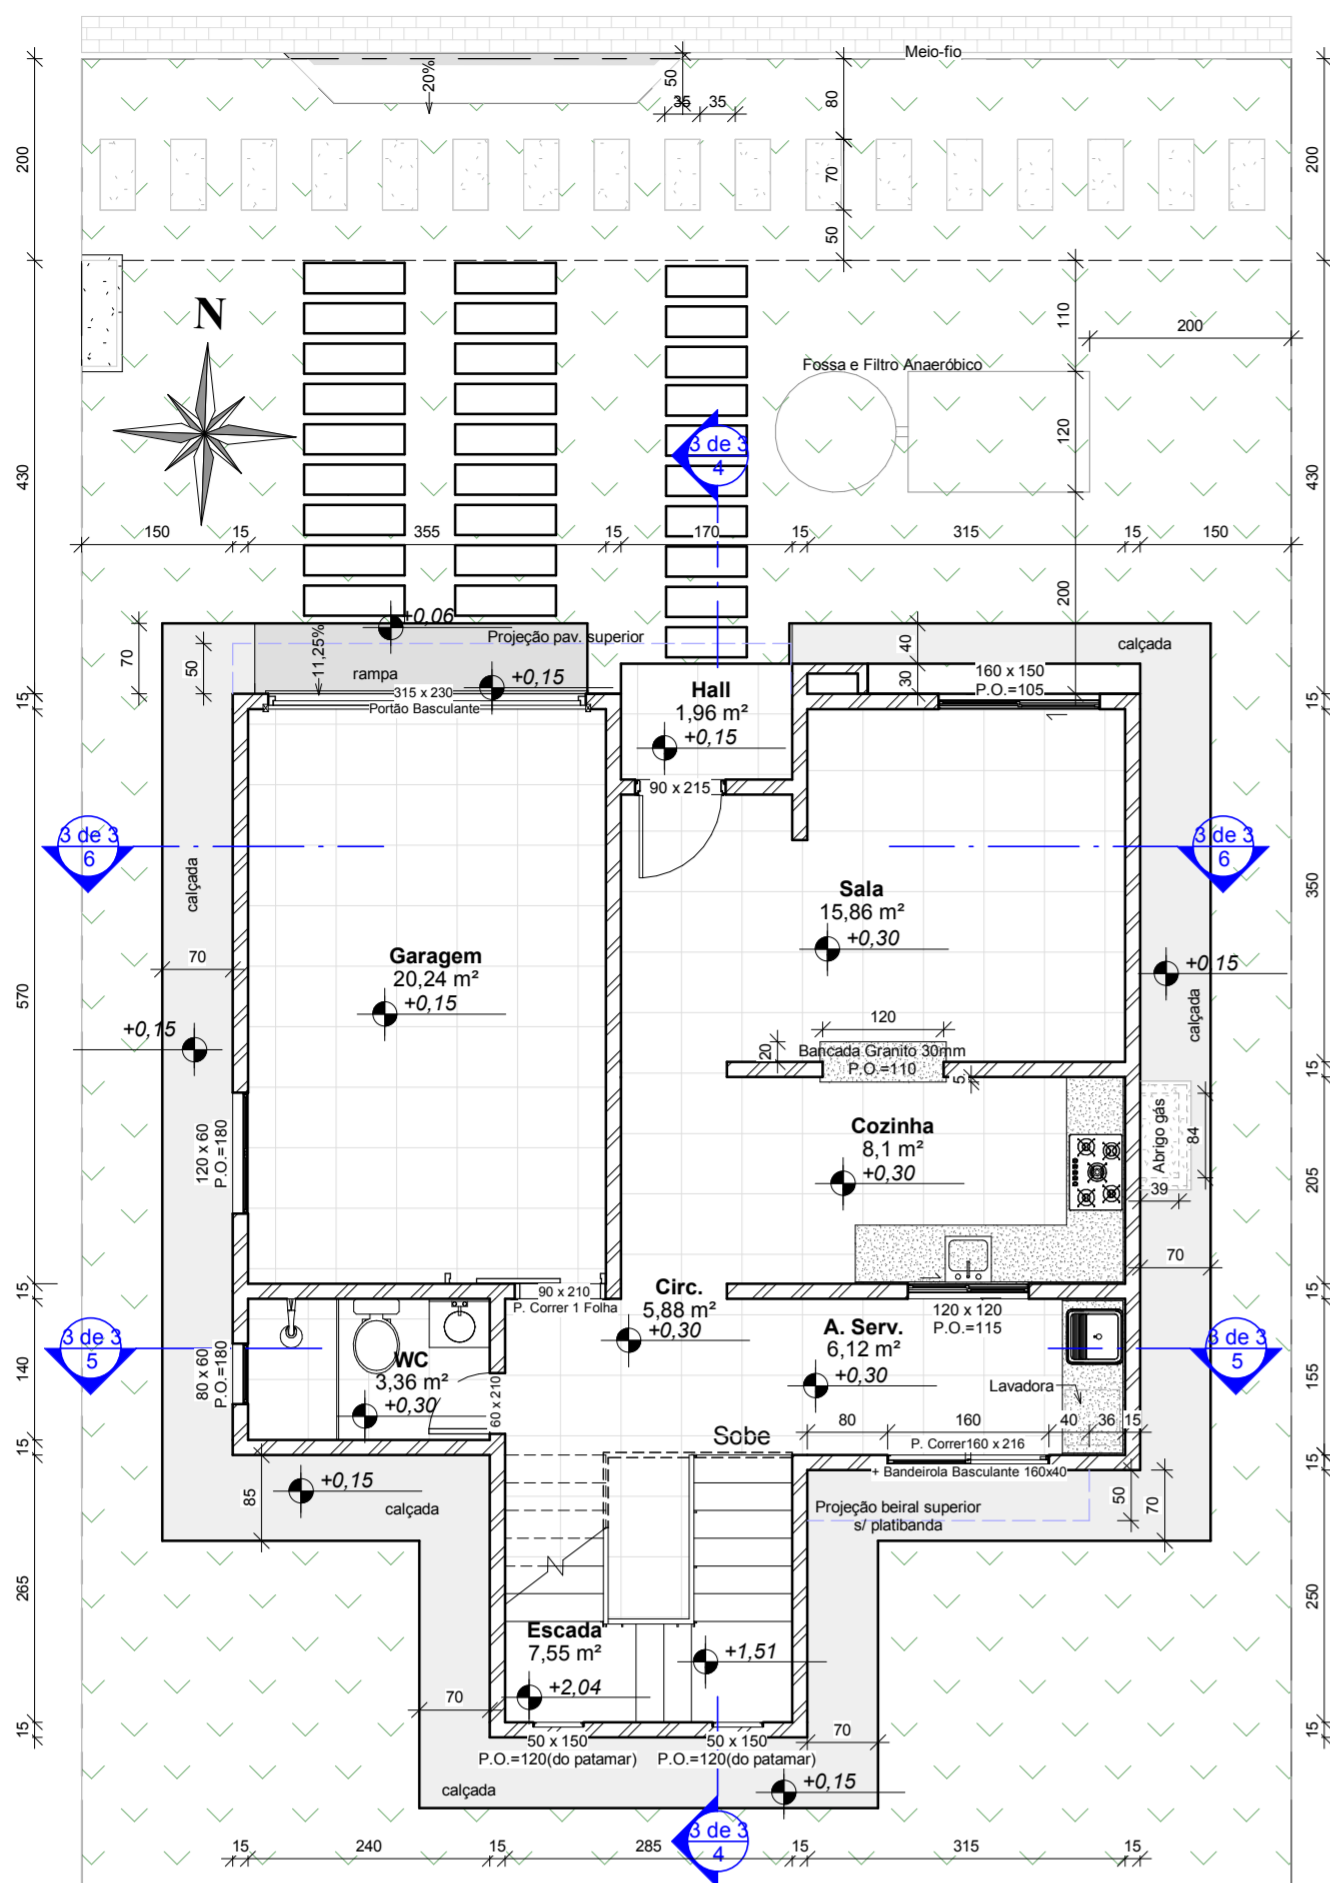 Meio-fio
20%
50
35
35
80
70
50
200
200
N
110
200
Fossa e Filtro Anaeróbico
120
3 de 3
4
430
430
150
15
355
15
170
15
315
15
150
200
+0,06
Projeção pav. superior
calçada
70
50
11,25%
rampa
+0,15
40
30
160 x 150
P.O.=105
315 x 230
Portão Basculante
15
15
Hall
1,96 m²
+0,15
90 x 215
3 de 3
6
3 de 3
6
calçada
350
Sala
15,86 m²
+0,30
Garagem
20,24 m²
+0,15
70
570
+0,15
+0,15
calçada
120
20
Bancada Granito 30mm
P.O.=110
5
15
Cozinha
8,1 m²
+0,30
120 x 60
P.O.=180
Abrigo gás
84
39
205
70
15
90 x 210
P. Correr 1 Folha
Circ.
5,88 m²
+0,30
120 x 120
P.O.=115
15
3 de 3
5
3 de 3
5
A. Serv.
6,12 m²
+0,30
WC
3,36 m²
+0,30
80 x 60
P.O.=180
60 x 210
140
155
Lavadora
80
160
40
36
15
P. Correr160 x 216
+ Bandeirola Basculante 160x40
Sobe
15
15
+0,15
85
calçada
Projeção beiral superior
s/ platibanda
50
70
265
250
Escada
7,55 m²
+1,51
+2,04
70
70
15
15
50 x 150
P.O.=120(do patamar)
50 x 150
P.O.=120(do patamar)
calçada
+0,15
3 de 3
4
15
240
15
285
15
315
15